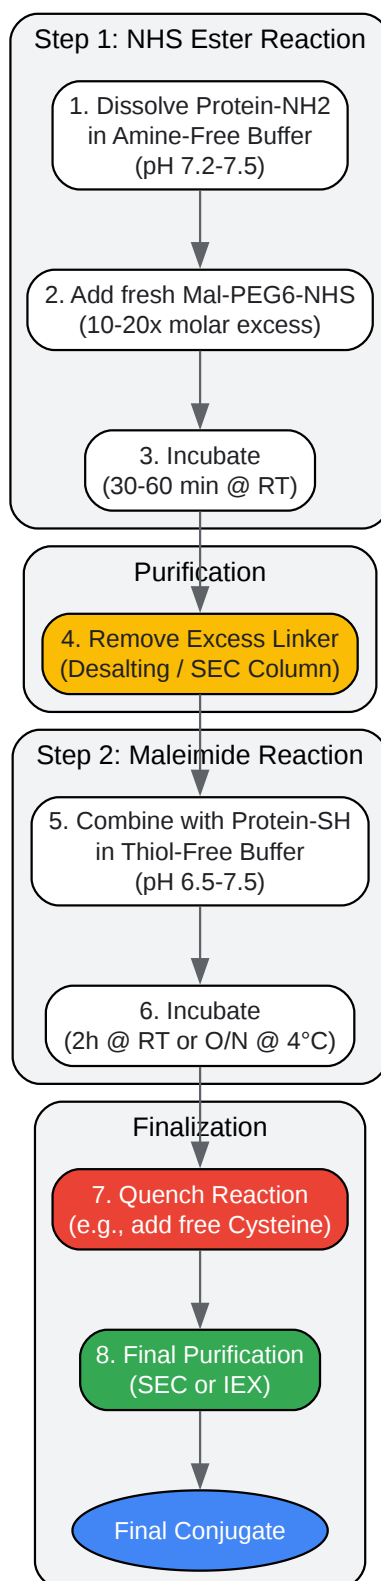 Step 1: NHS Ester Reaction
1. Dissolve Protein-NH2
in Amine-Free Buffer
(pH 7.2-7.5)
2. Add fresh Mal-PEG6-NHS
(10-20x molar excess)
3. Incubate
(30-60 min @ RT)
Purification
4. Remove Excess Linker
(Desalting / SEC Column)
Step 2: Maleimide Reaction
5. Combine with Protein-SH
in Thiol-Free Buffer
(pH 6.5-7.5)
6. Incubate
(2h @ RT or O/N @ 4°C)
Finalization
7. Quench Reaction
(e.g., add free Cysteine)
8. Final Purification
(SEC or IEX)
Final Conjugate